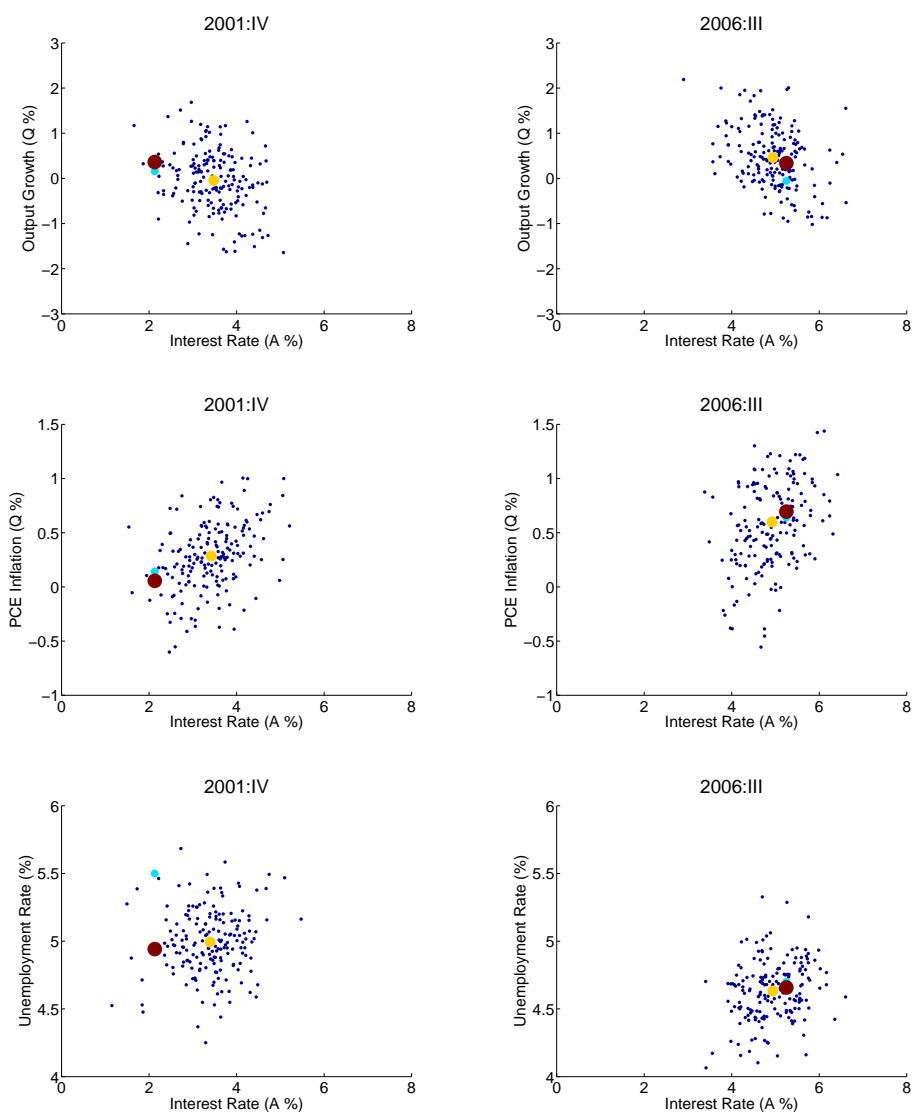 2001:IV
3
2
1
0
−1
−2
−3
0 2 4 6 8
Output Growth (Q %)
Interest Rate (A %)
2006:III
3
2
1
0
−1
−2
−3
0 2 4 6 8
Output Growth (Q %)
Interest Rate (A %)
2001:IV
1.5
1
0.5
0
−0.5
−1
0 2 4 6 8
PCE Inflation (Q %)
Interest Rate (A %)
2006:III
1.5
1
0.5
0
−0.5
−1
0 2 4 6 8
PCE Inflation (Q %)
Interest Rate (A %)
2001:IV
6
5.5
5
4.5
4
0 2 4 6 8
Unemployment Rate (%)
Interest Rate (A %)
2006:III
6
5.5
5
4.5
4
0 2 4 6 8
Unemployment Rate (%)
Interest Rate (A %)